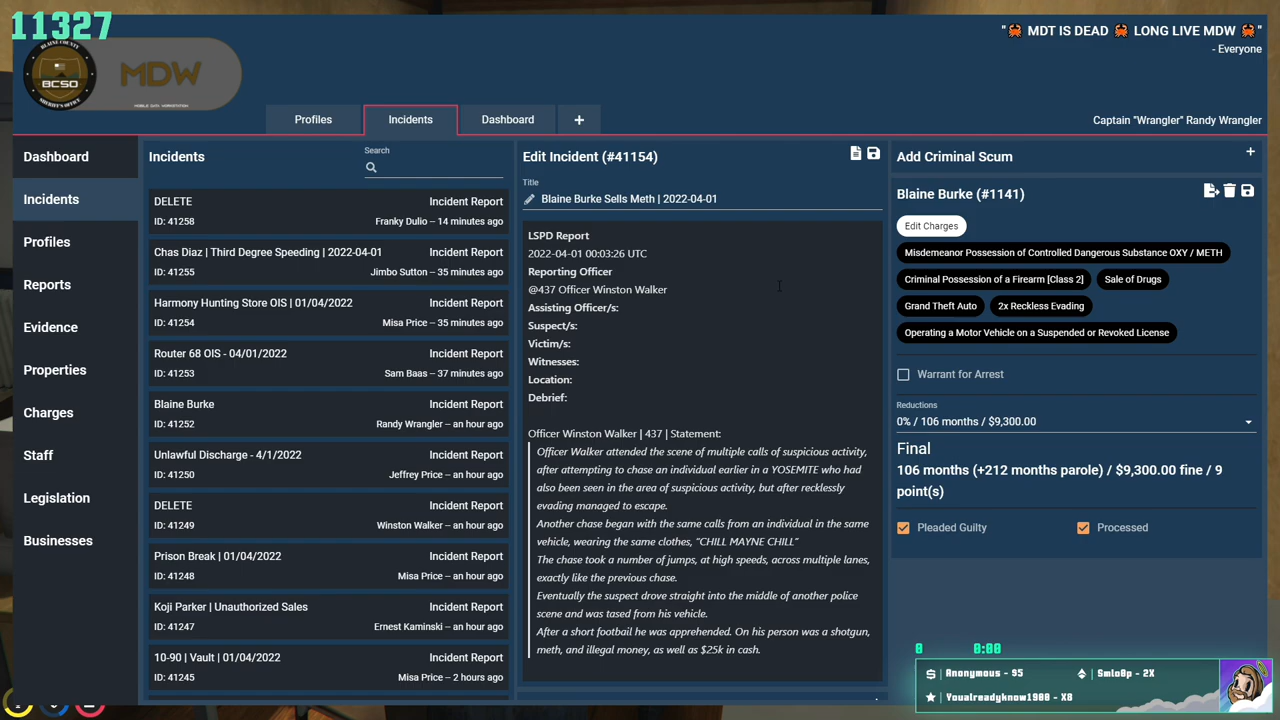 11327
" 🦀 MDT IS DEAD 🦀 LONG LIVE MDW 🦀 "
- Everyone
BLAINE COUNTY
BCSO
SHERIFF'S OFFICE
MDW
MOBILE DATA WORKSTATION
Profiles
Incidents
Dashboard
+
Captain "Wrangler" Randy Wrangler
Dashboard
Incidents
Profiles
Reports
Evidence
Properties
Charges
Staff
Legislation
Businesses
Incidents
Search
DELETE Incident Report
ID: 41258 Franky Dulio – 14 minutes ago
Chas Diaz | Third Degree Speeding | 2022-04-01 Incident Report
ID: 41255 Jimbo Sutton – 35 minutes ago
Harmony Hunting Store OIS | 01/04/2022 Incident Report
ID: 41254 Misa Price – 35 minutes ago
Router 68 OIS - 04/01/2022 Incident Report
ID: 41253 Sam Baas – 37 minutes ago
Blaine Burke Incident Report
ID: 41252 Randy Wrangler – an hour ago
Unlawful Discharge - 4/1/2022 Incident Report
ID: 41250 Jeffrey Price – an hour ago
DELETE Incident Report
ID: 41249 Winston Walker – an hour ago
Prison Break | 01/04/2022 Incident Report
ID: 41248 Misa Price – an hour ago
Koji Parker | Unauthorized Sales Incident Report
ID: 41247 Ernest Kaminski – an hour ago
10-90 | Vault | 01/04/2022 Incident Report
ID: 41245 Misa Price – 2 hours ago
Edit Incident (#41154)
Title
Blaine Burke Sells Meth | 2022-04-01
LSPD Report
2022-04-01 00:03:26 UTC
Reporting Officer
@437 Officer Winston Walker
Assisting Officer/s:
Suspect/s:
Victim/s:
Witnesses:
Location:
Debrief:
Officer Winston Walker | 437 | Statement:
Officer Walker attended the scene of multiple calls of suspicious activity,
after attempting to chase an individual earlier in a YOSEMITE who had
also been seen in the area of suspicious activity, but after recklessly
evading managed to escape.
Another chase began with the same calls from an individual in the same
vehicle, wearing the same clothes, "CHILL MAYNE CHILL"
The chase took a number of jumps, at high speeds, across multiple lanes,
exactly like the previous chase.
Eventually the suspect drove straight into the middle of another police
scene and was tased from his vehicle.
After a short footbail he was apprehended. On his person was a shotgun,
meth, and illegal money, as well as $25k in cash.
Add Criminal Scum
+
Blaine Burke (#1141)
Edit Charges
Misdemeanor Possession of Controlled Dangerous Substance OXY / METH
Criminal Possession of a Firearm [Class 2] Sale of Drugs
Grand Theft Auto 2x Reckless Evading
Operating a Motor Vehicle on a Suspended or Revoked License
Warrant for Arrest
Reductions
0% / 106 months / $9,300.00
Final
106 months (+212 months parole) / $9,300.00 fine / 9
point(s)
Pleaded Guilty Processed
0 0:00
Anonymous - 95 Smlo8p - 2X
Youalreadyknow1900 - X8